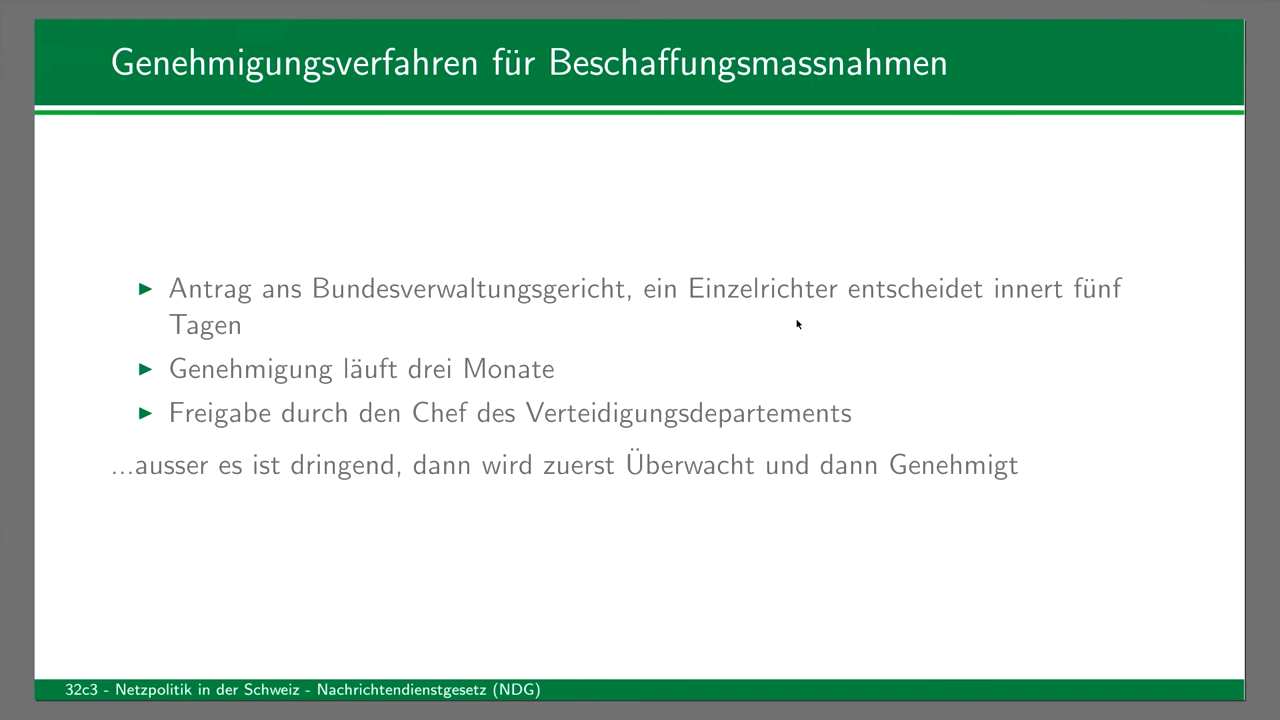 Genehmigungsverfahren für Beschaffungsmassnahmen
Antrag ans Bundesverwaltungsgericht, ein Einzelrichter entscheidet innert fünf
Tagen
Genehmigung läuft drei Monate
Freigabe durch den Chef des Verteidigungsdepartements
...ausser es ist dringend, dann wird zuerst Überwacht und dann Genehmigt
32c3 - Netzpolitik in der Schweiz - Nachrichtendienstgesetz (NDG)